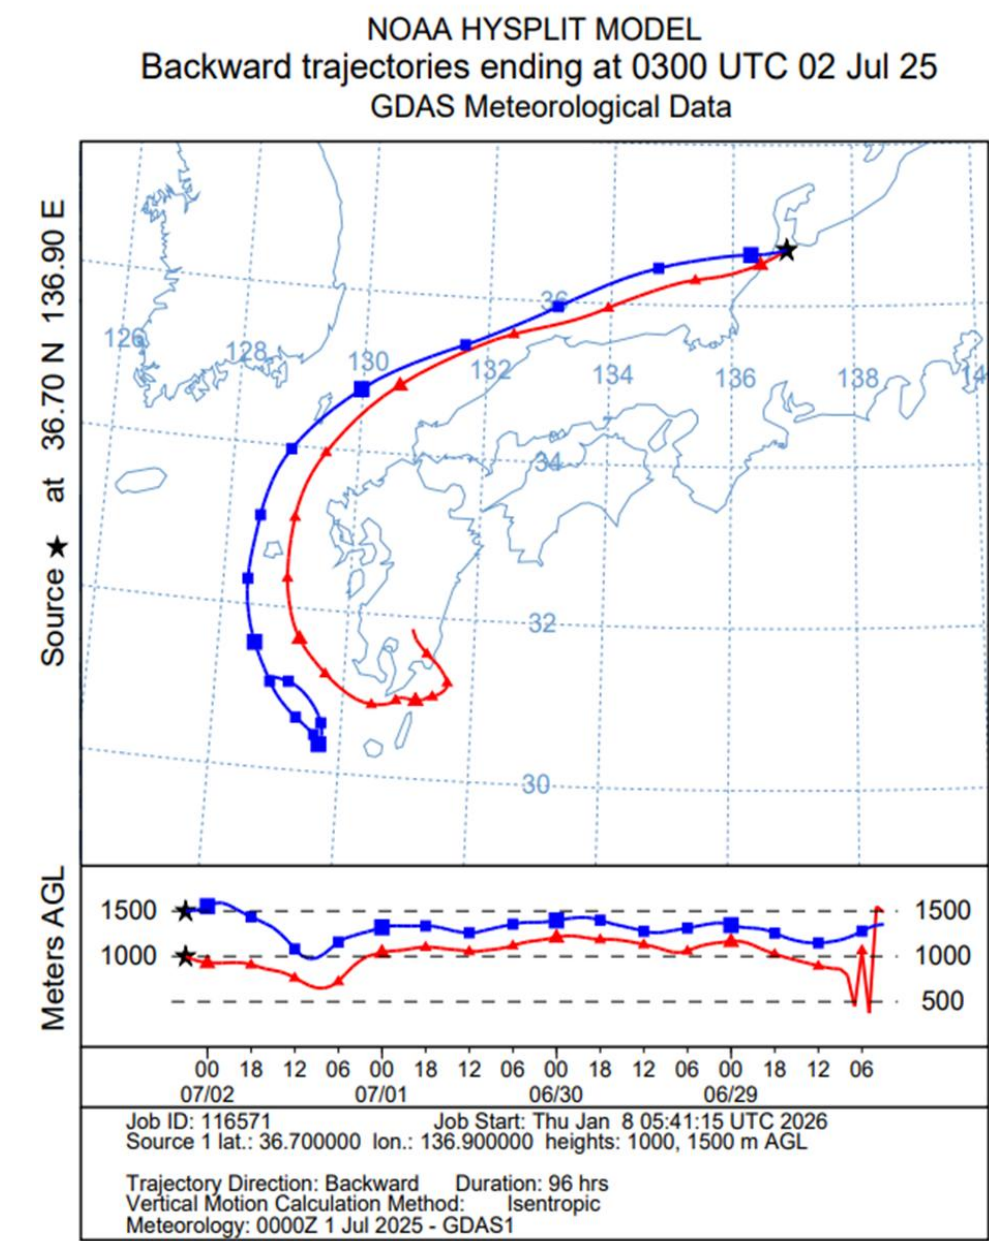 NOAA HYSPLIT MODEL
Backward trajectories ending at 0300 UTC 02 Jul 25
GDAS Meteorological Data
Source ★ at 36.70 N 136.90 E
36
126
128
130
132
134
136
138
14
34
32
30
Meters AGL
1500
1000
1500
1000
500
00 18 12 06 00 18 12 06 00 18 12 06 00 18 12 06
07/02 07/01 06/30 06/29
Job ID: 116571 Job Start: Thu Jan 8 05:41:15 UTC 2026
Source 1 lat.: 36.700000 lon.: 136.900000 heights: 1000, 1500 m AGL
Trajectory Direction: Backward Duration: 96 hrs
Vertical Motion Calculation Method: Isentropic
Meteorology: 0000Z 1 Jul 2025 - GDAS1